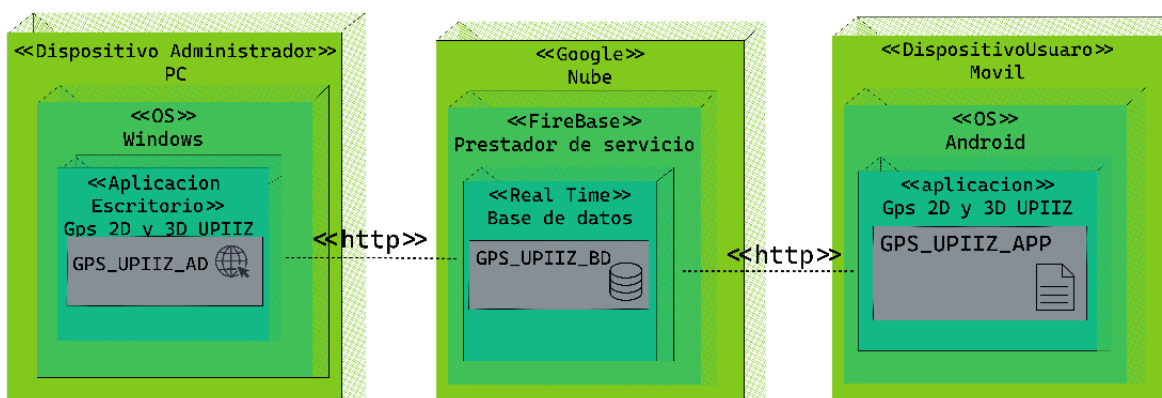 <<Dispositivo Administrador>>
PC
<<OS>>
Windows
<<Aplicacion
Escritorio>>
Gps 2D y 3D UPIIZ
GPS_UPIIZ_AD
<<http>>
<<Google>>
Nube
<<FireBase>>
Prestador de servicio
<<Real Time>>
Base de datos
GPS_UPIIZ_BD
<<http>>
<<DispositivoUsuaro>>
Movil
<<OS>>
Android
<<aplicacion>>
Gps 2D y 3D UPIIZ
GPS_UPIIZ_APP